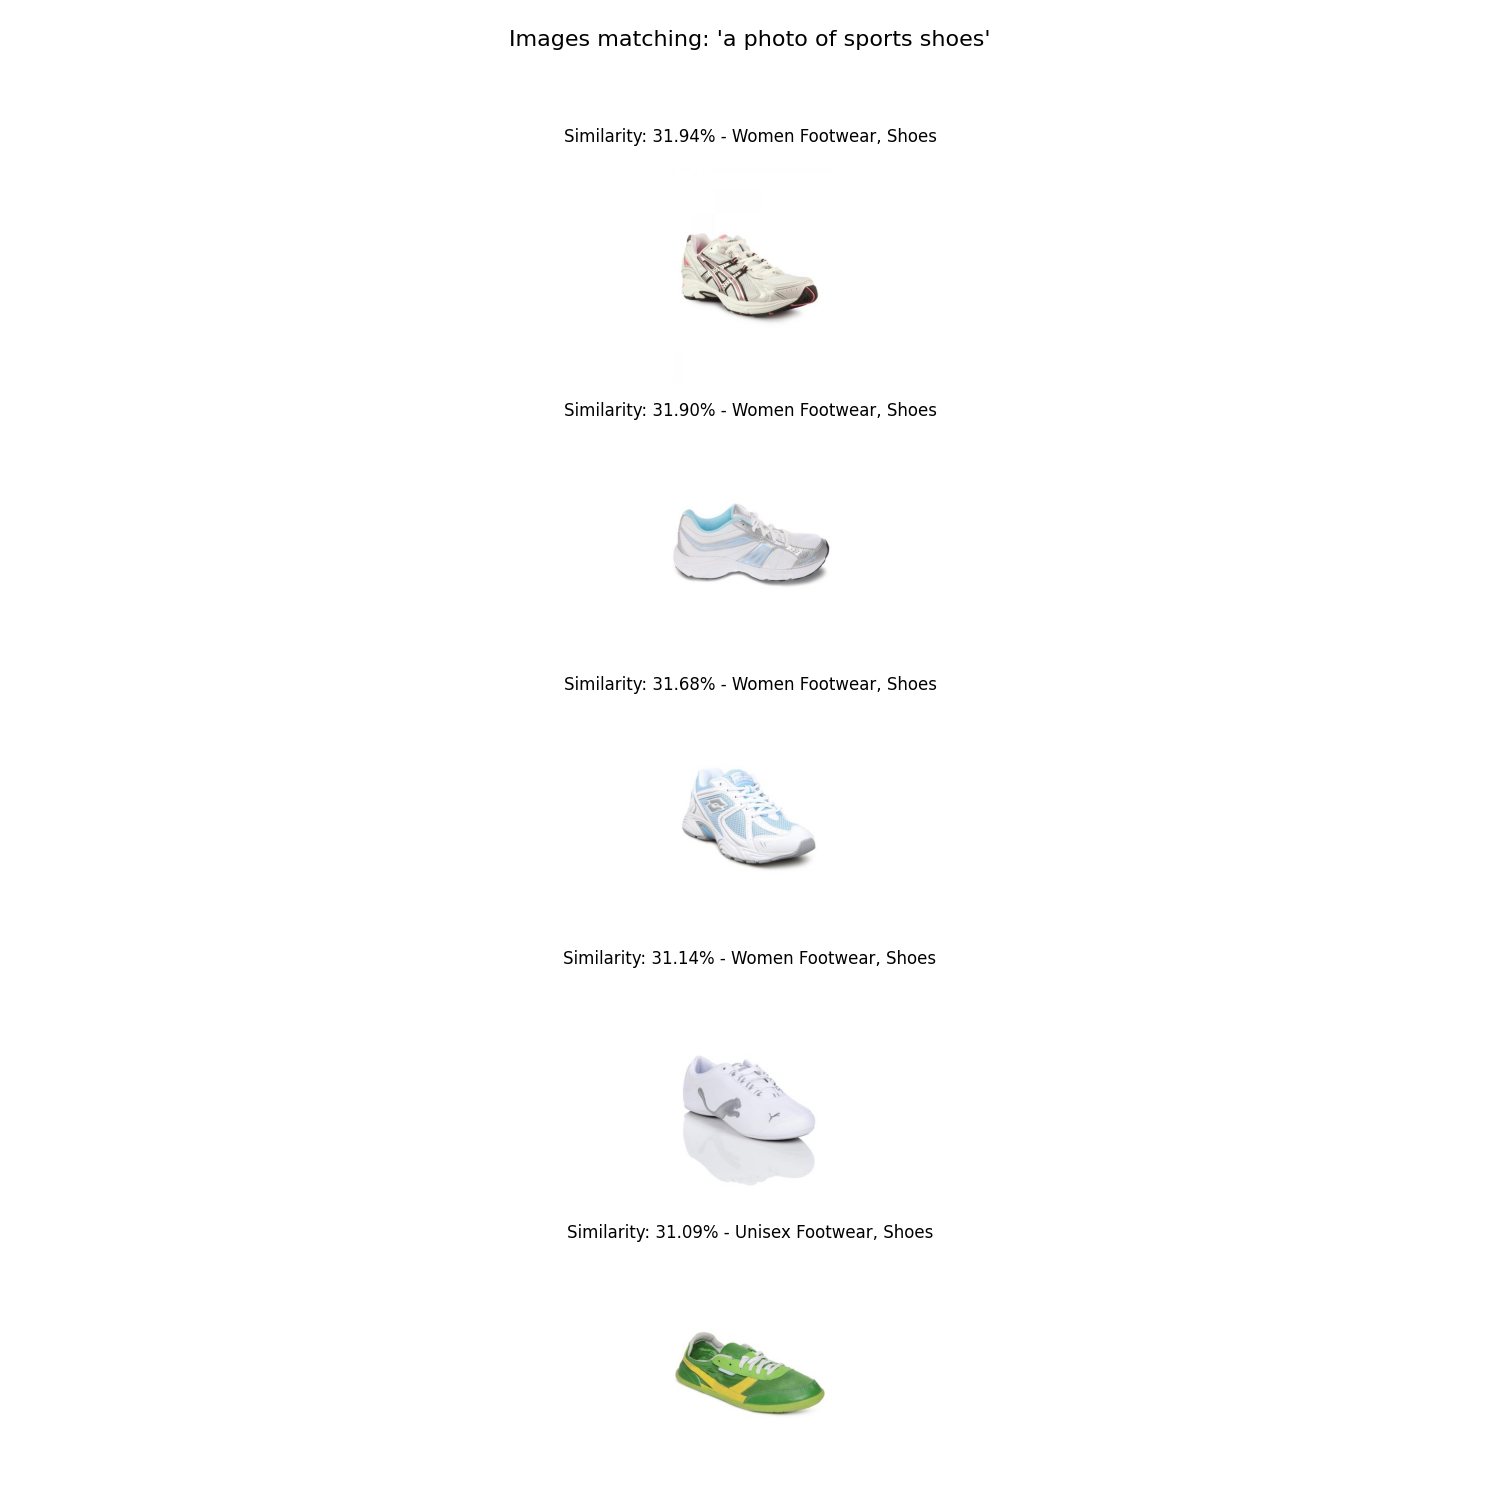 Images matching: 'a photo of sports shoes'
Similarity: 31.94% - Women Footwear, Shoes
Similarity: 31.90% - Women Footwear, Shoes
Similarity: 31.68% - Women Footwear, Shoes
Similarity: 31.14% - Women Footwear, Shoes
Similarity: 31.09% - Unisex Footwear, Shoes